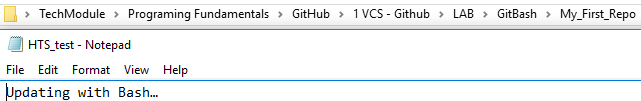 TechModule > Programing Fundamentals > GitHub > 1 VCS - Github > LAB > GitBash > My_First_Repo
HTS_test - Notepad
File Edit Format View Help
Updating with Bash…